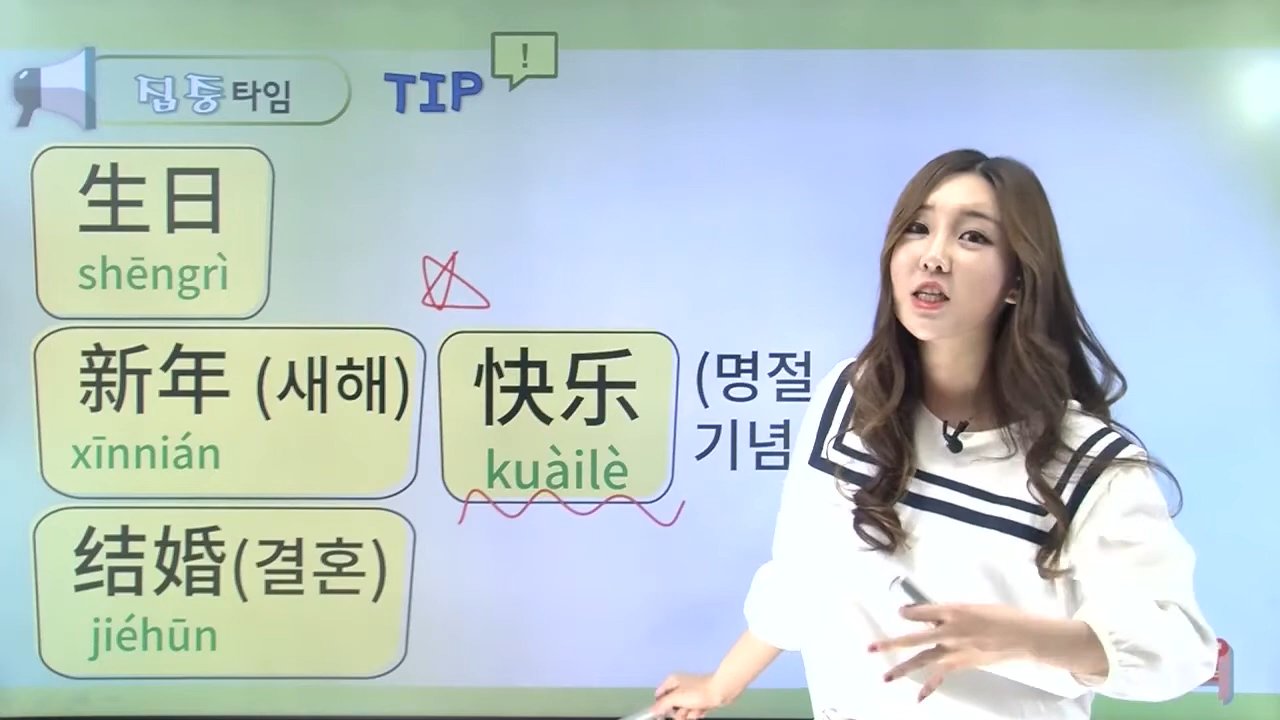 집중타임 TIP !
生日
shēngrì
新年 (새해)
xīnnián
快乐
kuàilè
(명절
기념
结婚(결혼)
jiéhūn